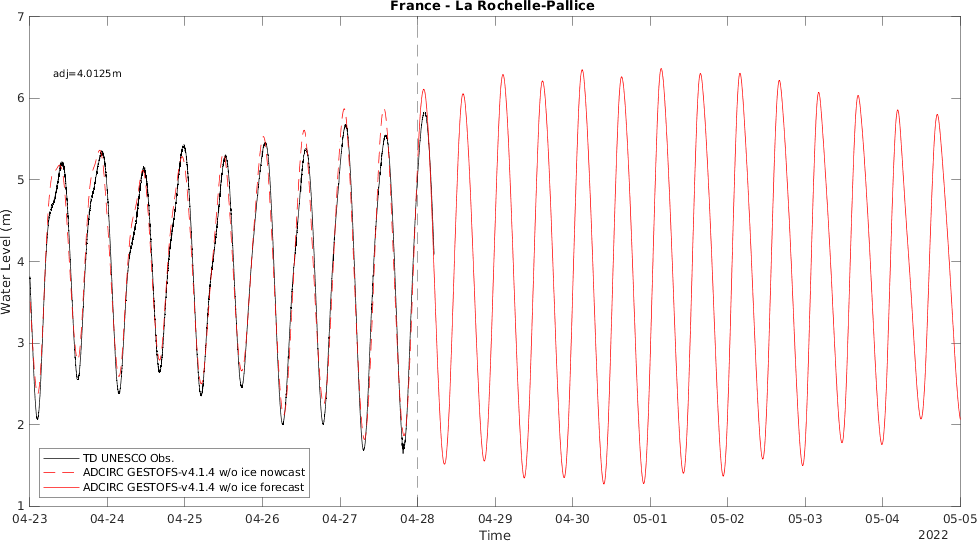 France - La Rochelle-Pallice
7
adj=4.0125m
6
5
4
3
2
1
Water Level (m)
TD UNESCO Obs.
ADCIRC GESTOFS-v4.1.4 w/o ice nowcast
ADCIRC GESTOFS-v4.1.4 w/o ice forecast
04-23 04-24 04-25 04-26 04-27 04-28 04-29 04-30 05-01 05-02 05-03 05-04 05-05
Time
2022